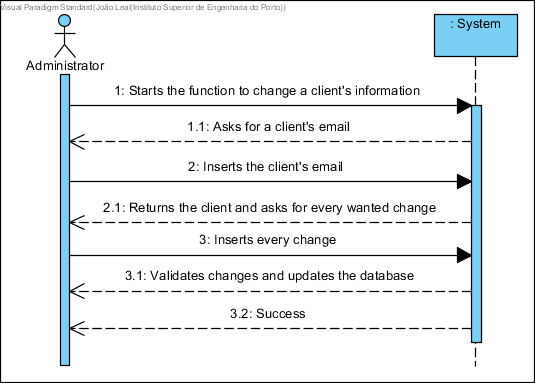 Visual Paradigm Standard(João Leal(Instituto Superior de Engenharia do Porto))
: System
Administrator
1: Starts the function to change a client's information
1.1: Asks for a client's email
2: Inserts the client's email
2.1: Returns the client and asks for every wanted change
3: Inserts every change
3.1: Validates changes and updates the database
3.2: Success